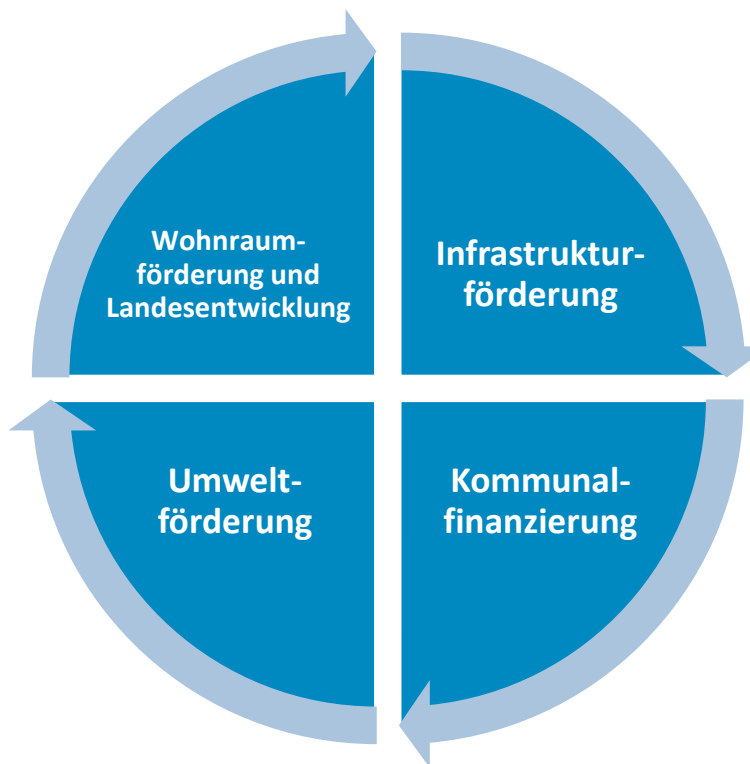 Wohnraum-
förderung und
Landesentwicklung
Infrastruktur-
förderung
Umwelt-
förderung
Kommunal-
finanzierung